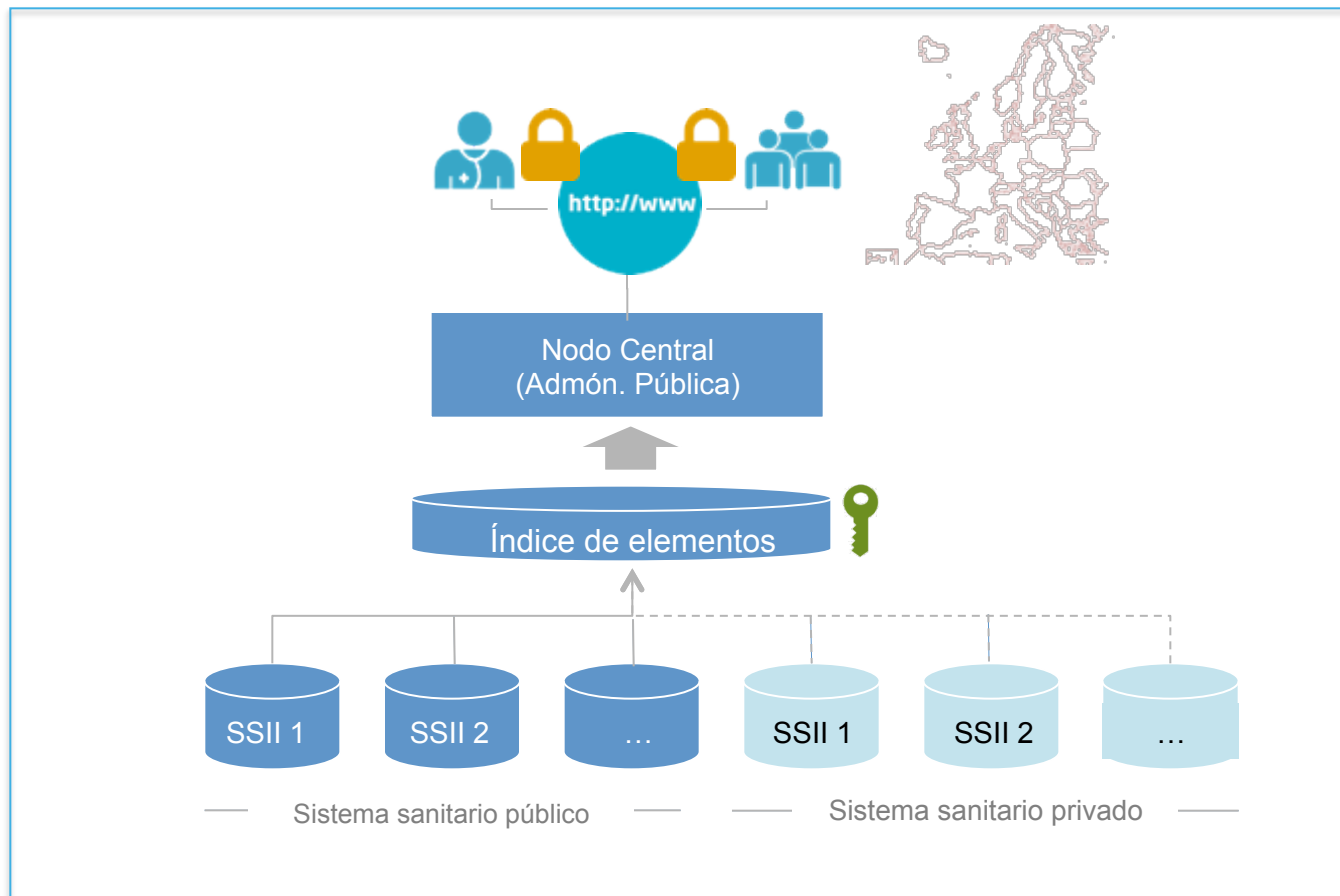 http://www
Nodo Central
(Admón. Pública)
Índice de elementos
SSII 1
SSII 2
…
SSII 1
SSII 2
…
Sistema sanitario público
Sistema sanitario privado